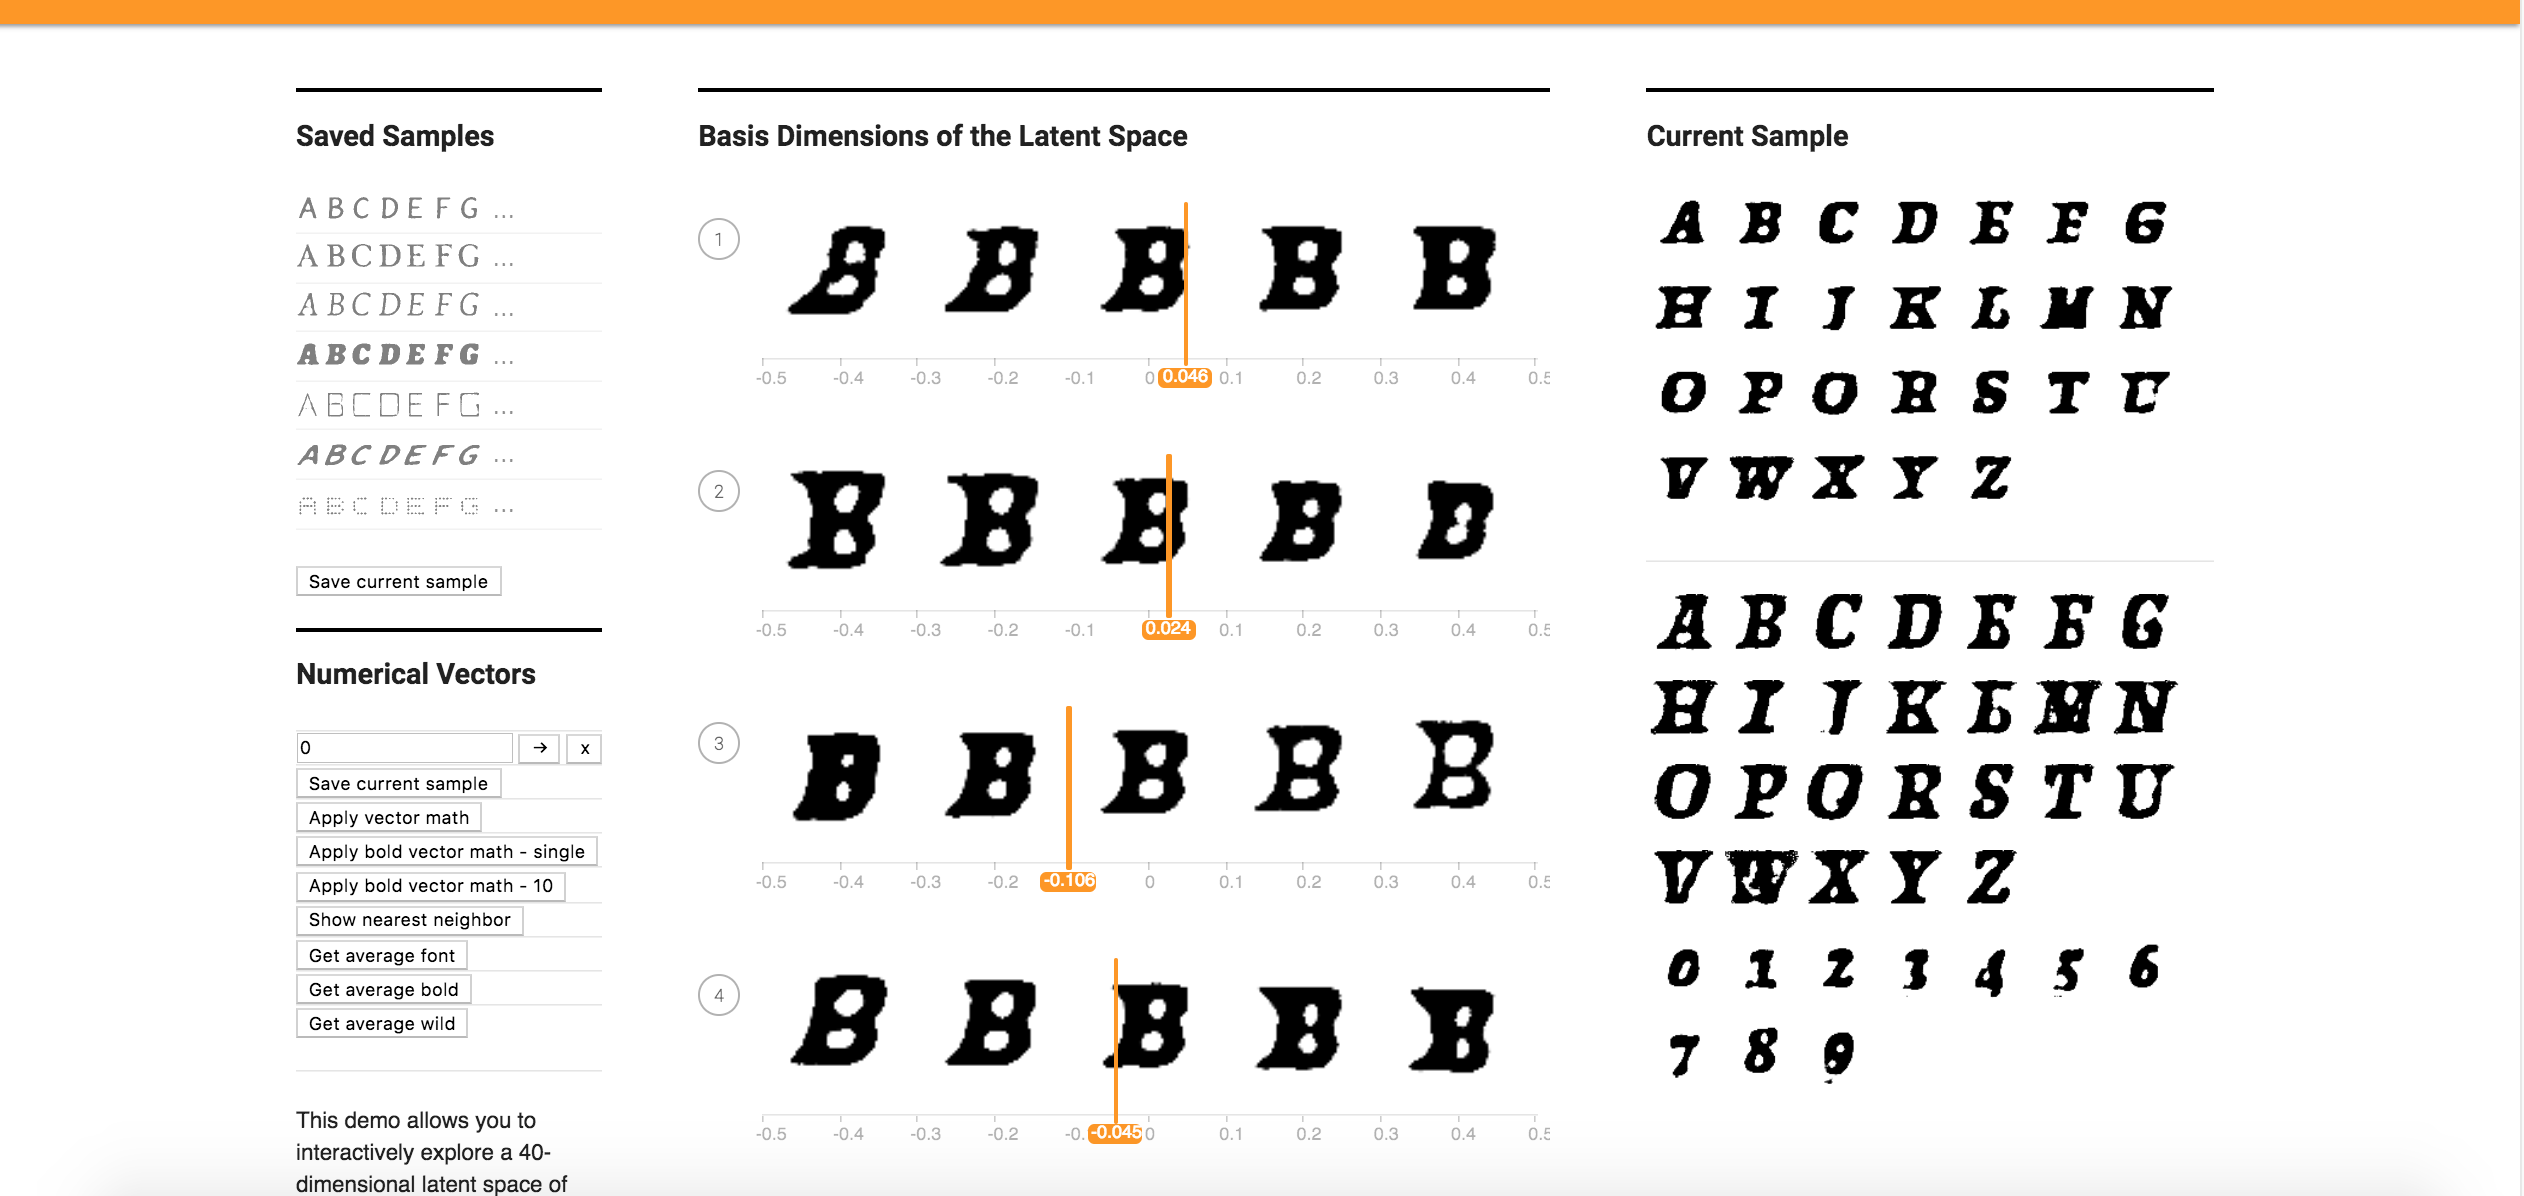 Saved Samples
A B C D E F G ...
A B C D E F G ...
A B C D E F G ...
A B C D E F G ...
A B C D E F G ...
A B C D E F G ...
A B C D E F G ...
Save current sample
Numerical Vectors
0 → x
Save current sample
Apply vector math
Apply bold vector math - single
Apply bold vector math - 10
Show nearest neighbor
Get average font
Get average bold
Get average wild
This demo allows you to
interactively explore a 40-
dimensional latent space of
Basis Dimensions of the Latent Space
1
B B B B B
-0.5 -0.4 -0.3 -0.2 -0.1 0 0.046 0.1 0.2 0.3 0.4 0.5
2
B B B B D
-0.5 -0.4 -0.3 -0.2 -0.1 0.024 0.1 0.2 0.3 0.4 0.5
3
B B B B B
-0.5 -0.4 -0.3 -0.2 -0.106 0 0.1 0.2 0.3 0.4 0.5
4
B B B B B
-0.5 -0.4 -0.3 -0.2 -0. -0.045 0 0.1 0.2 0.3 0.4 0.5
Current Sample
A B C D E F G
H I J K L M N
O P O R S T U
V W X Y Z
A B C D E F G
H I J K L M N
O P O R S T U
V W X Y Z
0 1 2 3 4 5 6
7 8 9